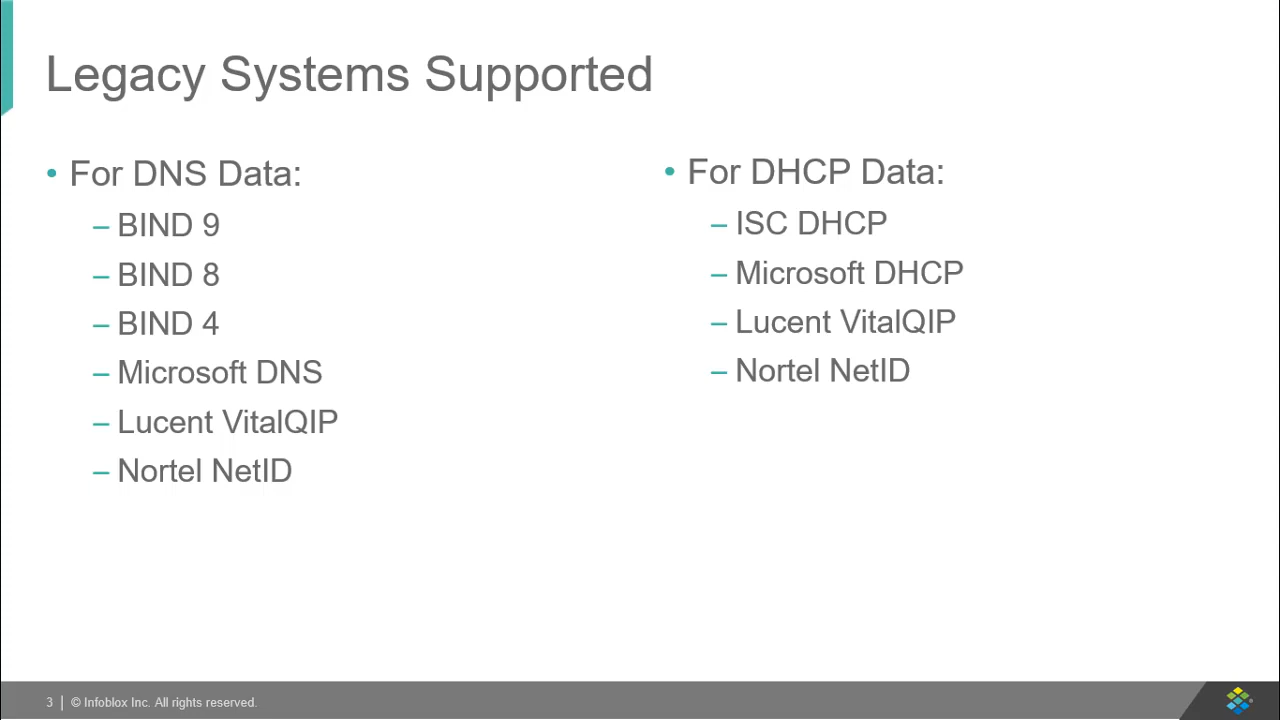 Legacy Systems Supported
• For DNS Data:
– BIND 9
– BIND 8
– BIND 4
– Microsoft DNS
– Lucent VitalQIP
– Nortel NetID
• For DHCP Data:
– ISC DHCP
– Microsoft DHCP
– Lucent VitalQIP
– Nortel NetID
3 | © Infoblox Inc. All rights reserved.